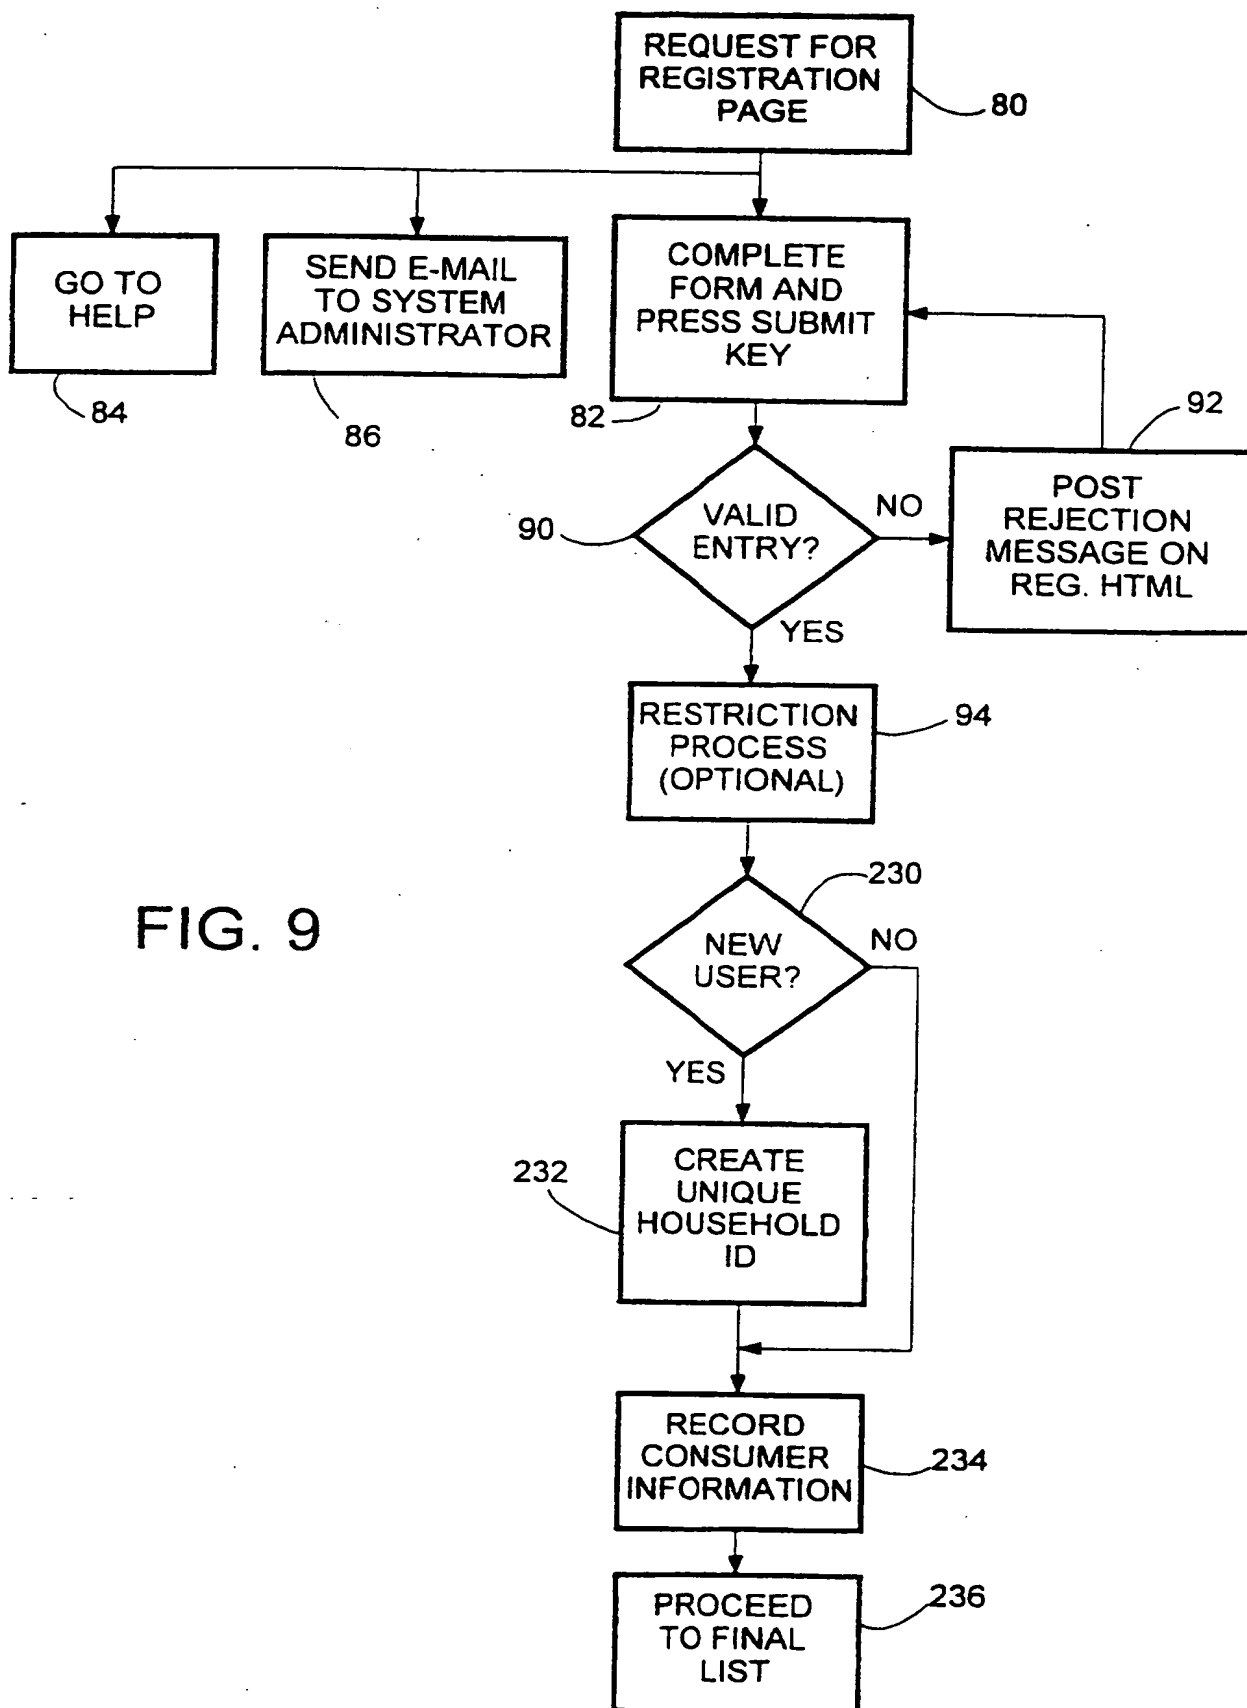 REQUEST FOR
REGISTRATION
PAGE
80
GO TO
HELP
84
SEND E-MAIL
TO SYSTEM
ADMINISTRATOR
86
COMPLETE
FORM AND
PRESS SUBMIT
KEY
82
92
POST
REJECTION
MESSAGE ON
REG. HTML
90
VALID
ENTRY?
NO
YES
RESTRICTION
PROCESS
(OPTIONAL)
94
230
NEW
USER?
NO
YES
FIG. 9
232
CREATE
UNIQUE
HOUSEHOLD
ID
RECORD
CONSUMER
INFORMATION
234
PROCEED
TO FINAL
LIST
236